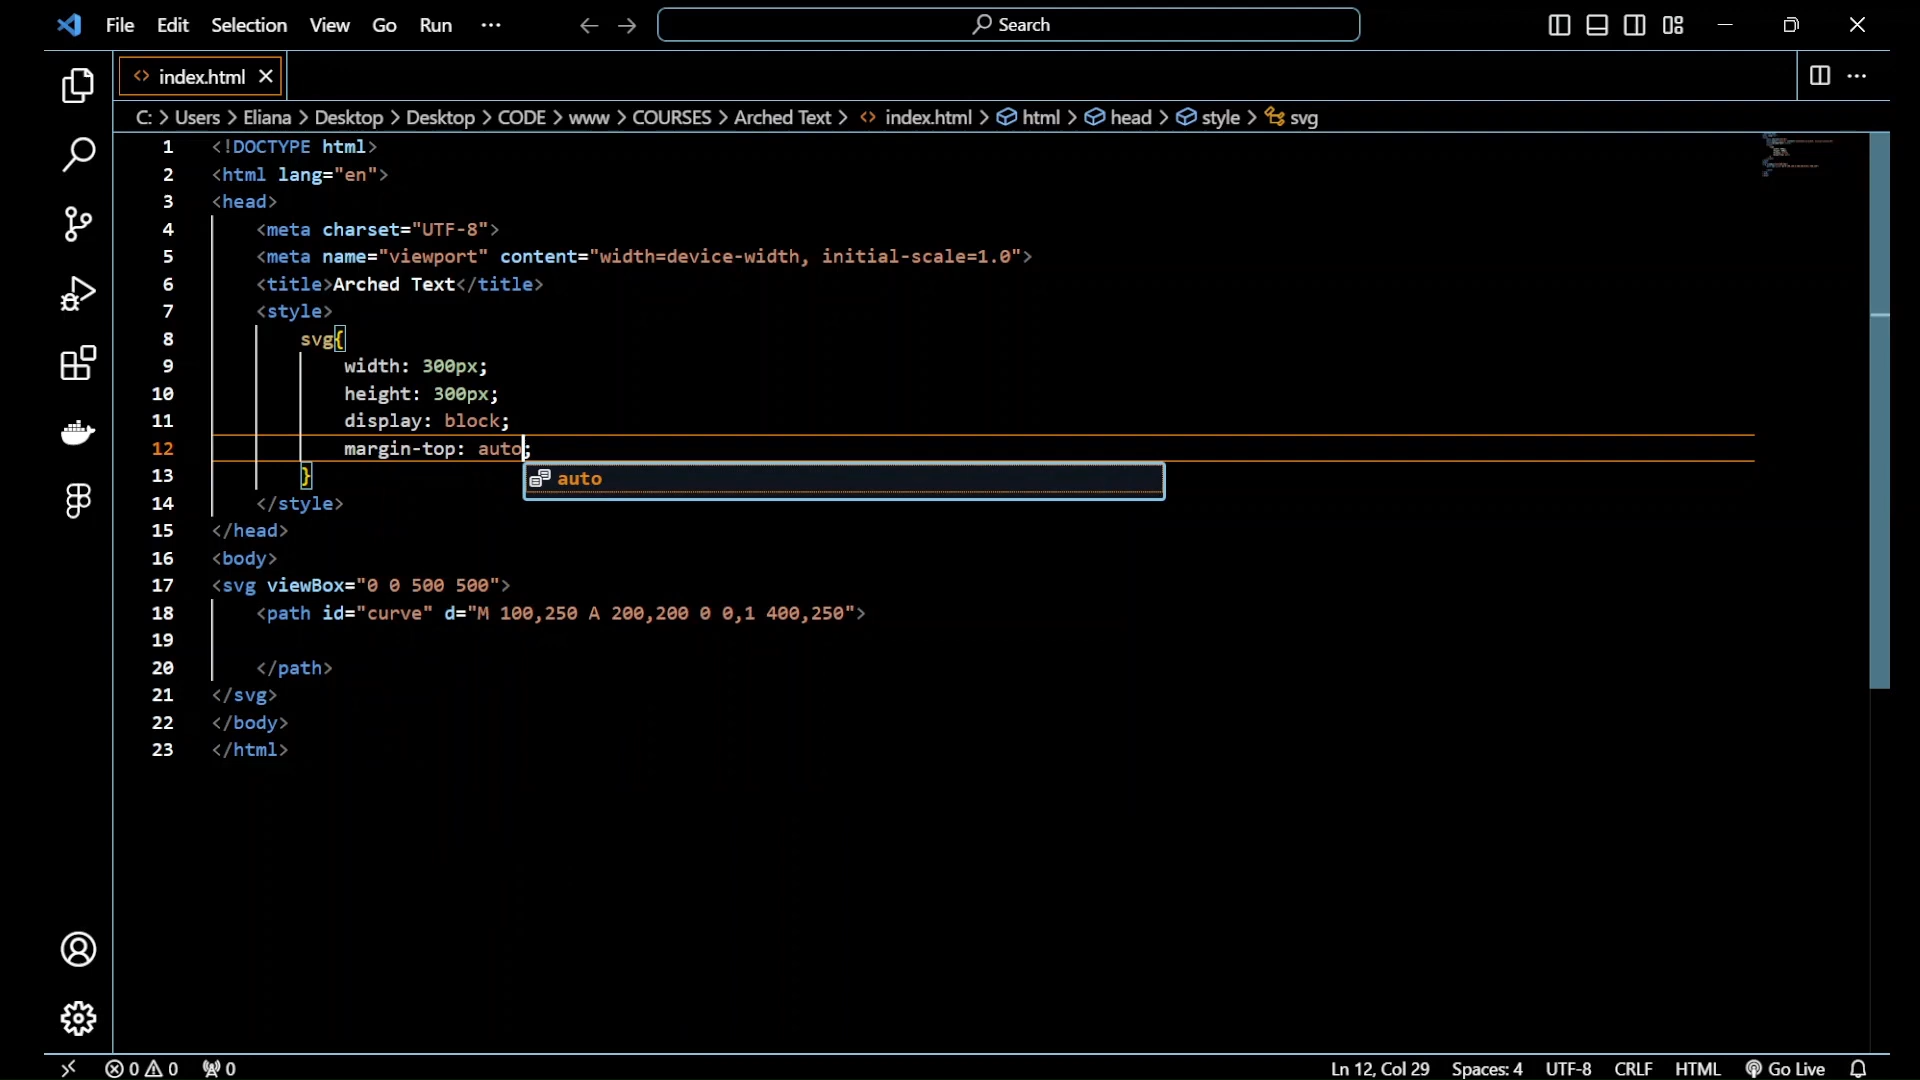 File Edit Selection View Go Run ··· Search
index.html
C: > Users > Eliana > Desktop > Desktop > CODE > www > COURSES > Arched Text > index.html > html > head > style > svg
1 <!DOCTYPE html>
2 <html lang="en">
3 <head>
4 <meta charset="UTF-8">
5 <meta name="viewport" content="width=device-width, initial-scale=1.0">
6 <title>Arched Text</title>
7 <style>
8 svg{
9 width: 300px;
10 height: 300px;
11 display: block;
12 margin-top: auto;
auto
13 }
14 </style>
15 </head>
16 <body>
17 <svg viewBox="0 0 500 500">
18 <path id="curve" d="M 100,250 A 200,200 0 0,1 400,250">
19
20 </path>
21 </svg>
22 </body>
23 </html>
0 0 0 Ln 12, Col 29 Spaces: 4 UTF-8 CRLF HTML Go Live